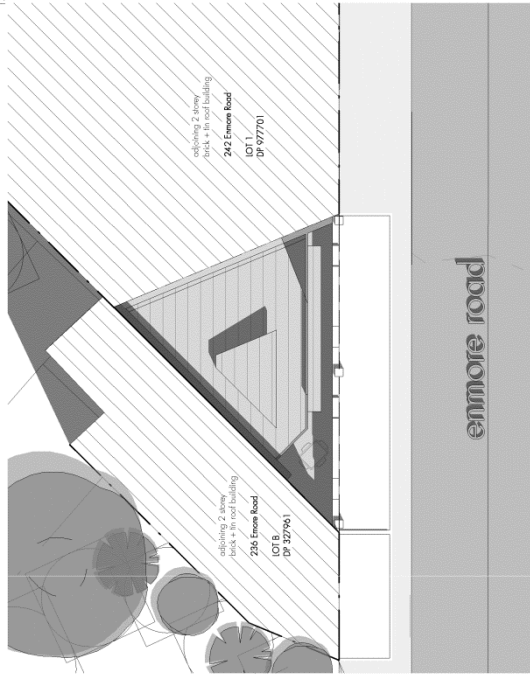 adjoining 2 storey
brick + tin roof building
242 Enmore Road
LOT 1
DP 977701
adjoining 2 storey
brick + tin roof building
236 Emore Road
LOT B
DP 327961
enmore road